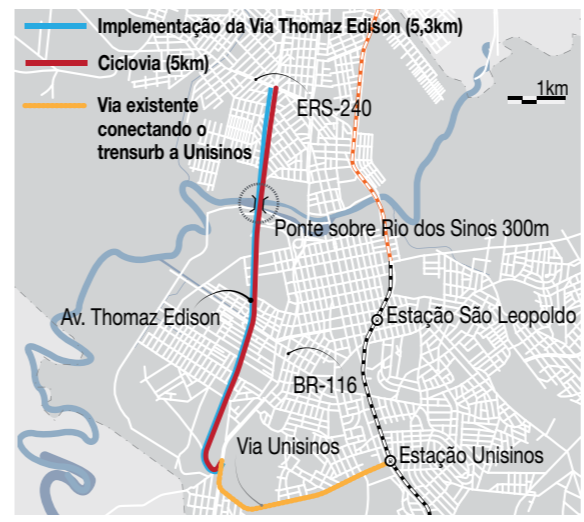 Implementação da Via Thomaz Edison (5,3km)
Ciclovia (5km)
Via existente
conectando o
trensurb a Unisinos
1km
ERS-240
Ponte sobre Rio dos Sinos 300m
Av. Thomaz Edison
Estação São Leopoldo
BR-116
Via Unisinos
Estação Unisinos